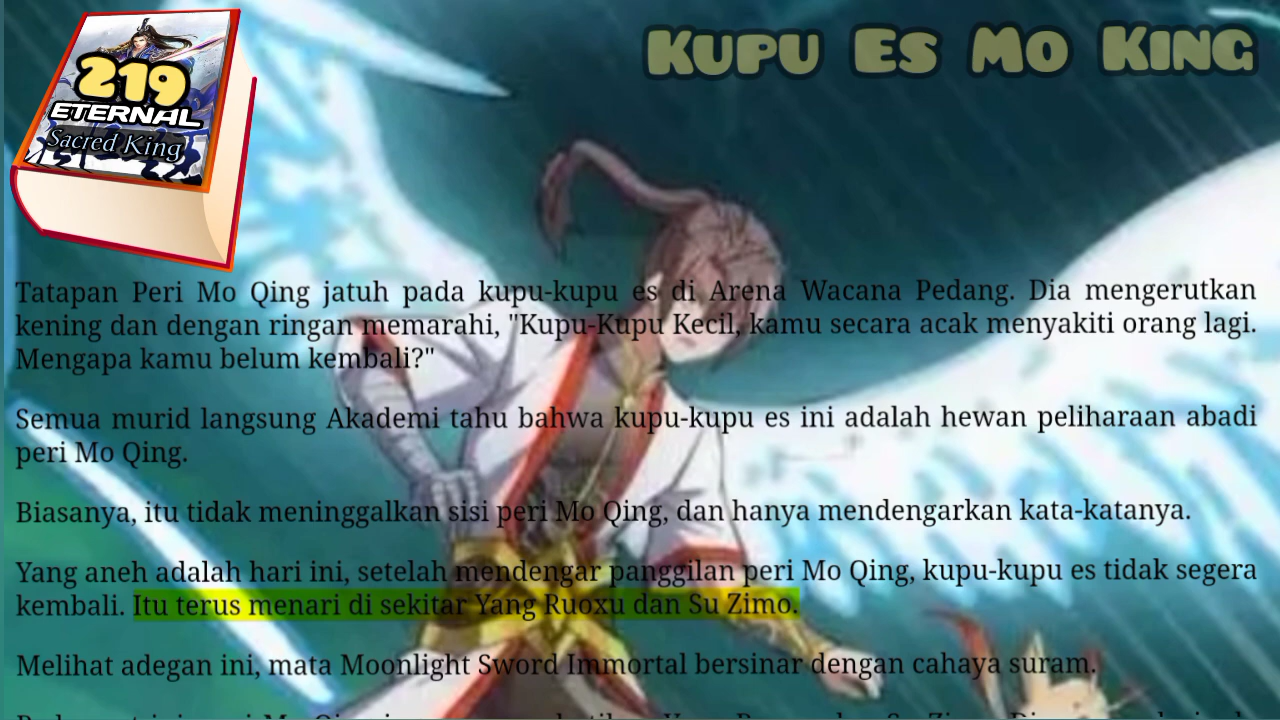 Kupu Es Mo King
219
ETERNAL
Sacred King
Tatapan Peri Mo Qing jatuh pada kupu-kupu es di Arena Wacana Pedang. Dia mengerutkan
kening dan dengan ringan memarahi, "Kupu-Kupu Kecil, kamu secara acak menyakiti orang lagi.
Mengapa kamu belum kembali?"
Semua murid langsung Akademi tahu bahwa kupu-kupu es ini adalah hewan peliharaan abadi
peri Mo Qing.
Biasanya, itu tidak meninggalkan sisi peri Mo Qing, dan hanya mendengarkan kata-katanya.
Yang aneh adalah hari ini, setelah mendengar panggilan peri Mo Qing, kupu-kupu es tidak segera
kembali. Itu terus menari di sekitar Yang Ruoxu dan Su Zimo.
Melihat adegan ini, mata Moonlight Sword Immortal bersinar dengan cahaya suram.